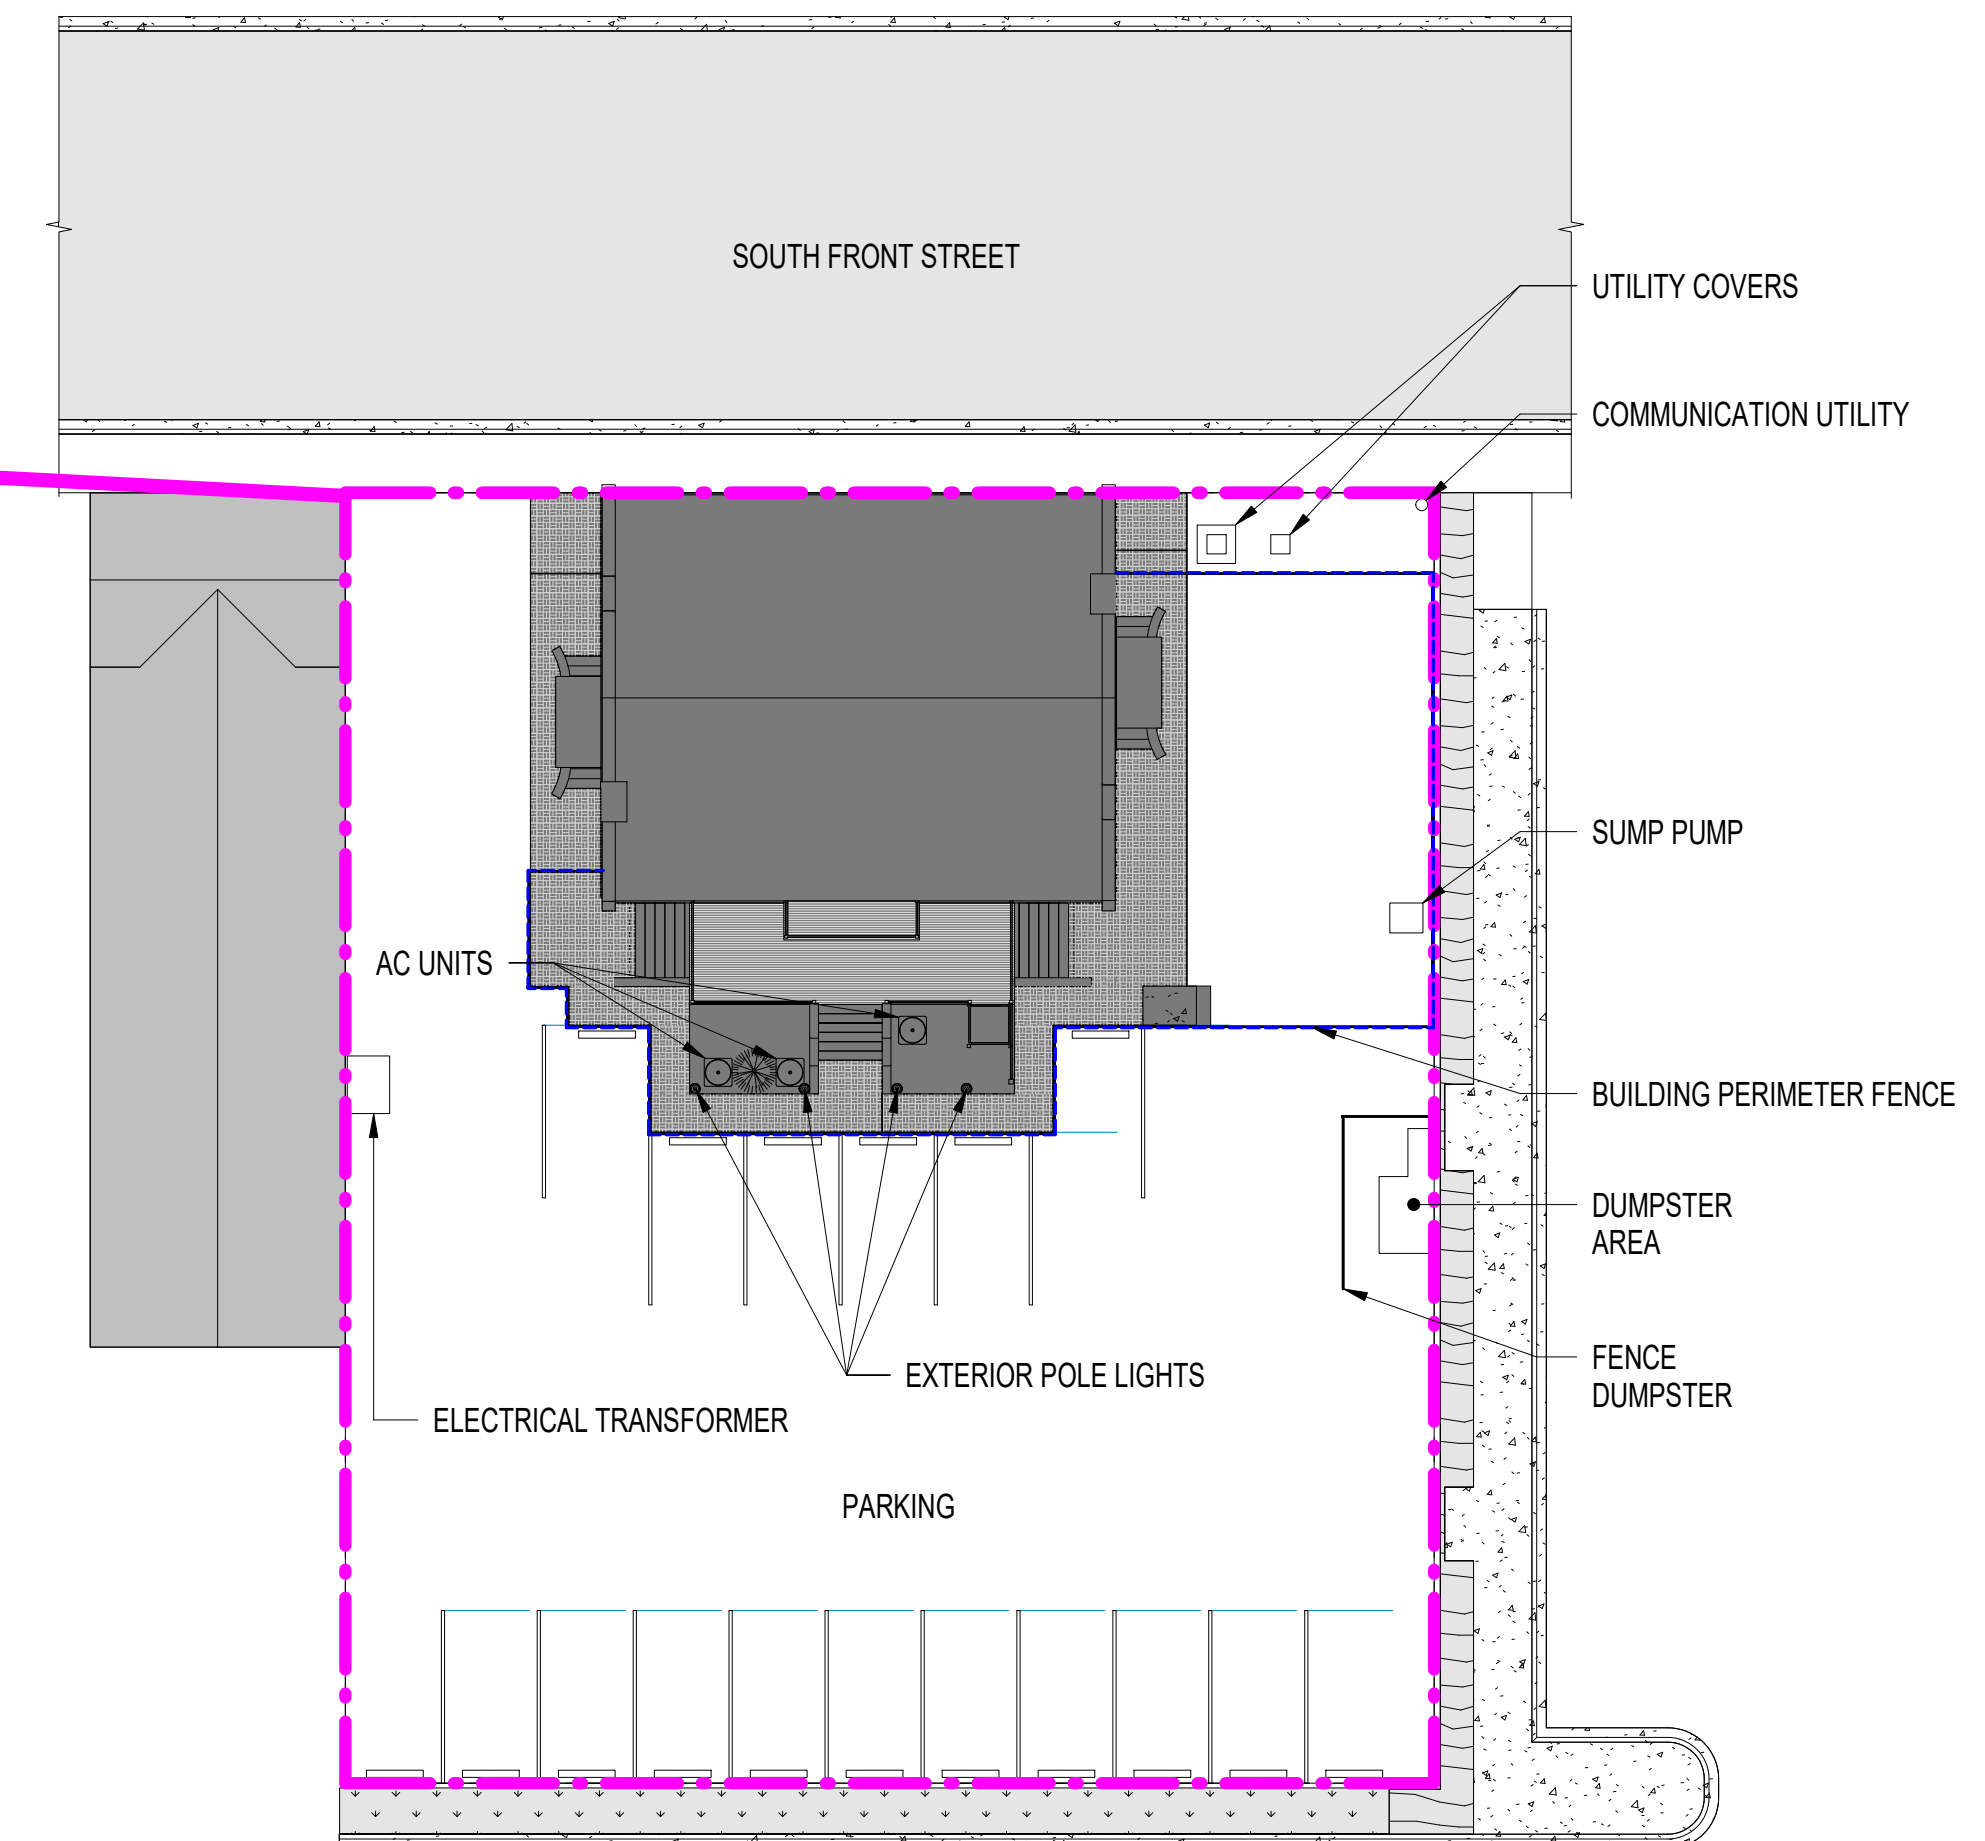 SOUTH FRONT STREET
UTILITY COVERS
COMMUNICATION UTILITY
SUMP PUMP
AC UNITS
BUILDING PERIMETER FENCE
DUMPSTER
AREA
FENCE
DUMPSTER
EXTERIOR POLE LIGHTS
ELECTRICAL TRANSFORMER
PARKING